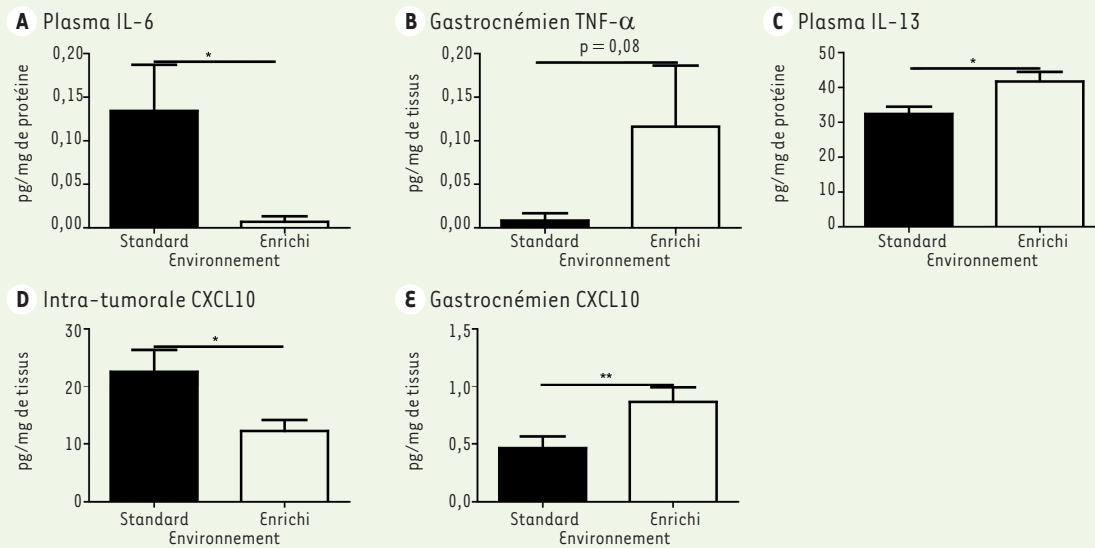 A Plasma IL-6
pg/mg de protéine
0,20
0,15
0,10
0,05
0,00
*
Standard Enrichi
Environnement
B Gastrocnémien TNF-α
p = 0,08
pg/mg de tissus
0,20
0,15
0,10
0,05
0,00
Standard Enrichi
Environnement
C Plasma IL-13
pg/mg de protéine
50
40
30
20
10
0
*
Standard Enrichi
Environnement
D Intra-tumorale CXCL10
pg/mg de tissus
30
20
10
0
*
Standard Enrichi
Environnement
E Gastrocnémien CXCL10
pg/mg de tissus
1,5
1,0
0,5
0,0
**
Standard Enrichi
Environnement